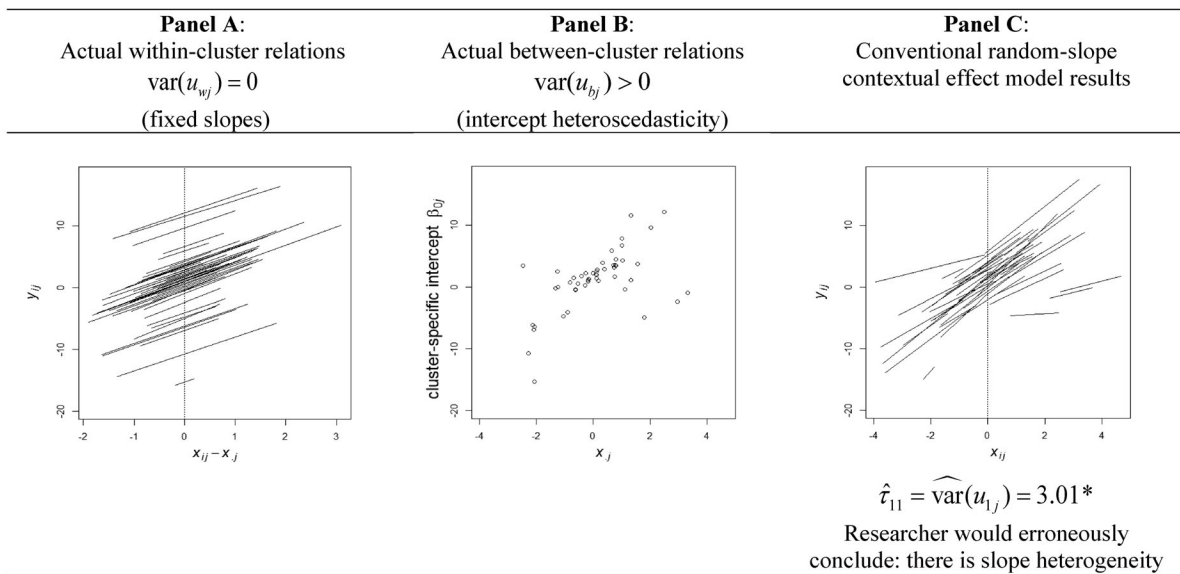 Panel A:
Actual within-cluster relations
var(u_wj) = 0
(fixed slopes)
Panel B:
Actual between-cluster relations
var(u_bj) > 0
(intercept heteroscedasticity)
Panel C:
Conventional random-slope
contextual effect model results
y_ij
10
0
-10
-20
-2 -1 0 1 2 3
x_ij − x_.j
cluster-specific intercept β_0j
10
0
-10
-20
-4 -2 0 2 4
x_.j
y_ij
10
0
-10
-20
-4 -2 0 2 4
x_ij
τ̂_11 = var̂(u_1j) = 3.01*
Researcher would erroneously
conclude: there is slope heterogeneity